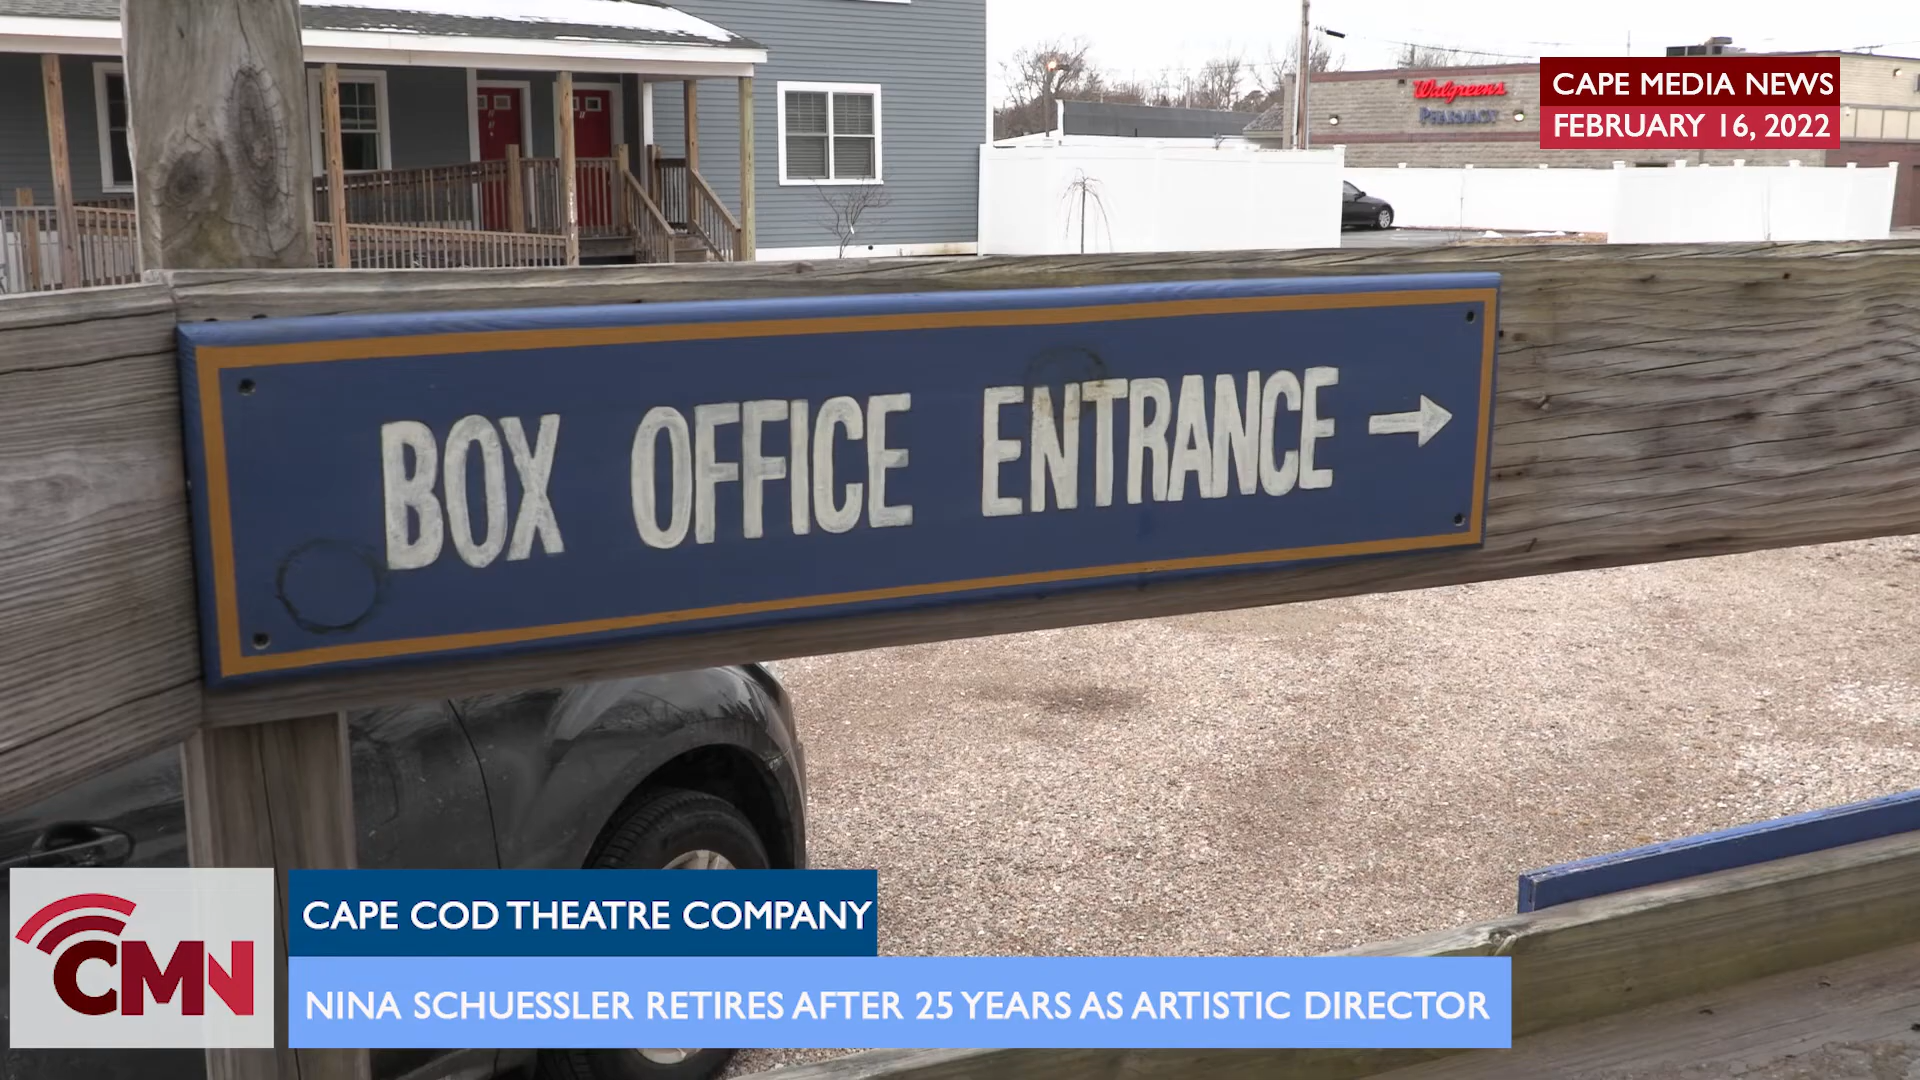 CAPE MEDIA NEWS
FEBRUARY 16, 2022
Walgreens
PHARMACY
BOX OFFICE ENTRANCE →
CMN
CAPE COD THEATRE COMPANY
NINA SCHUESSLER RETIRES AFTER 25 YEARS AS ARTISTIC DIRECTOR